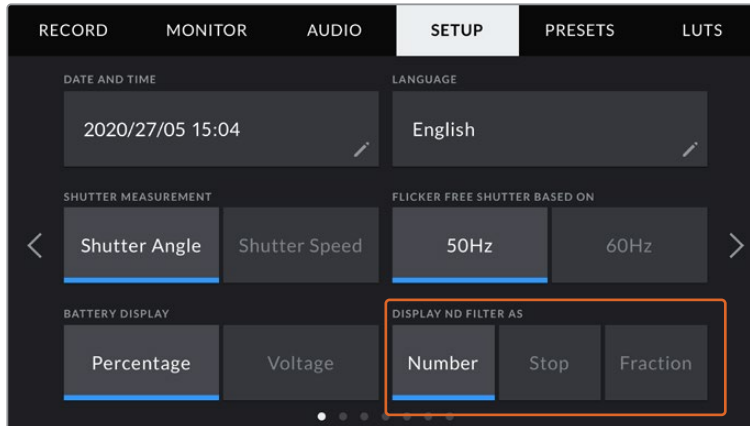 RECORD MONITOR AUDIO SETUP PRESETS LUTS
DATE AND TIME LANGUAGE
2020/27/05 15:04 English
SHUTTER MEASUREMENT FLICKER FREE SHUTTER BASED ON
Shutter Angle Shutter Speed 50Hz 60Hz
BATTERY DISPLAY DISPLAY ND FILTER AS
Percentage Voltage Number Stop Fraction